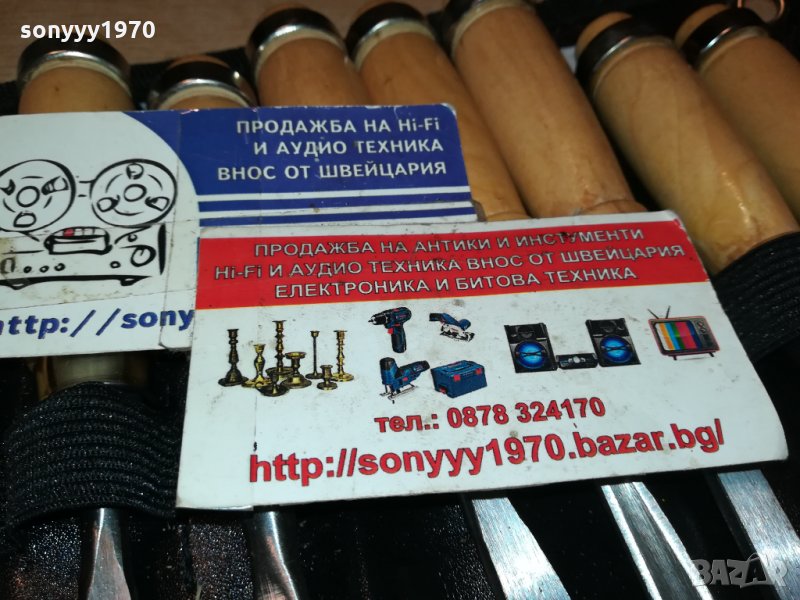 sonyyy1970
ПРОДАЖБА НА Hi-Fi
И АУДИО ТЕХНИКА
ВНОС ОТ ШВЕЙЦАРИЯ
http://sony
ПРОДАЖБА НА АНТИКИ И ИНСТУМЕНТИ
Hi-Fi И АУДИО ТЕХНИКА ВНОС ОТ ШВЕЙЦАРИЯ
ЕЛЕКТРОНИКА И БИТОВА ТЕХНИКА
тел.: 0878 324170
http://sonyyy1970.bazar.bg/
bazar.bg